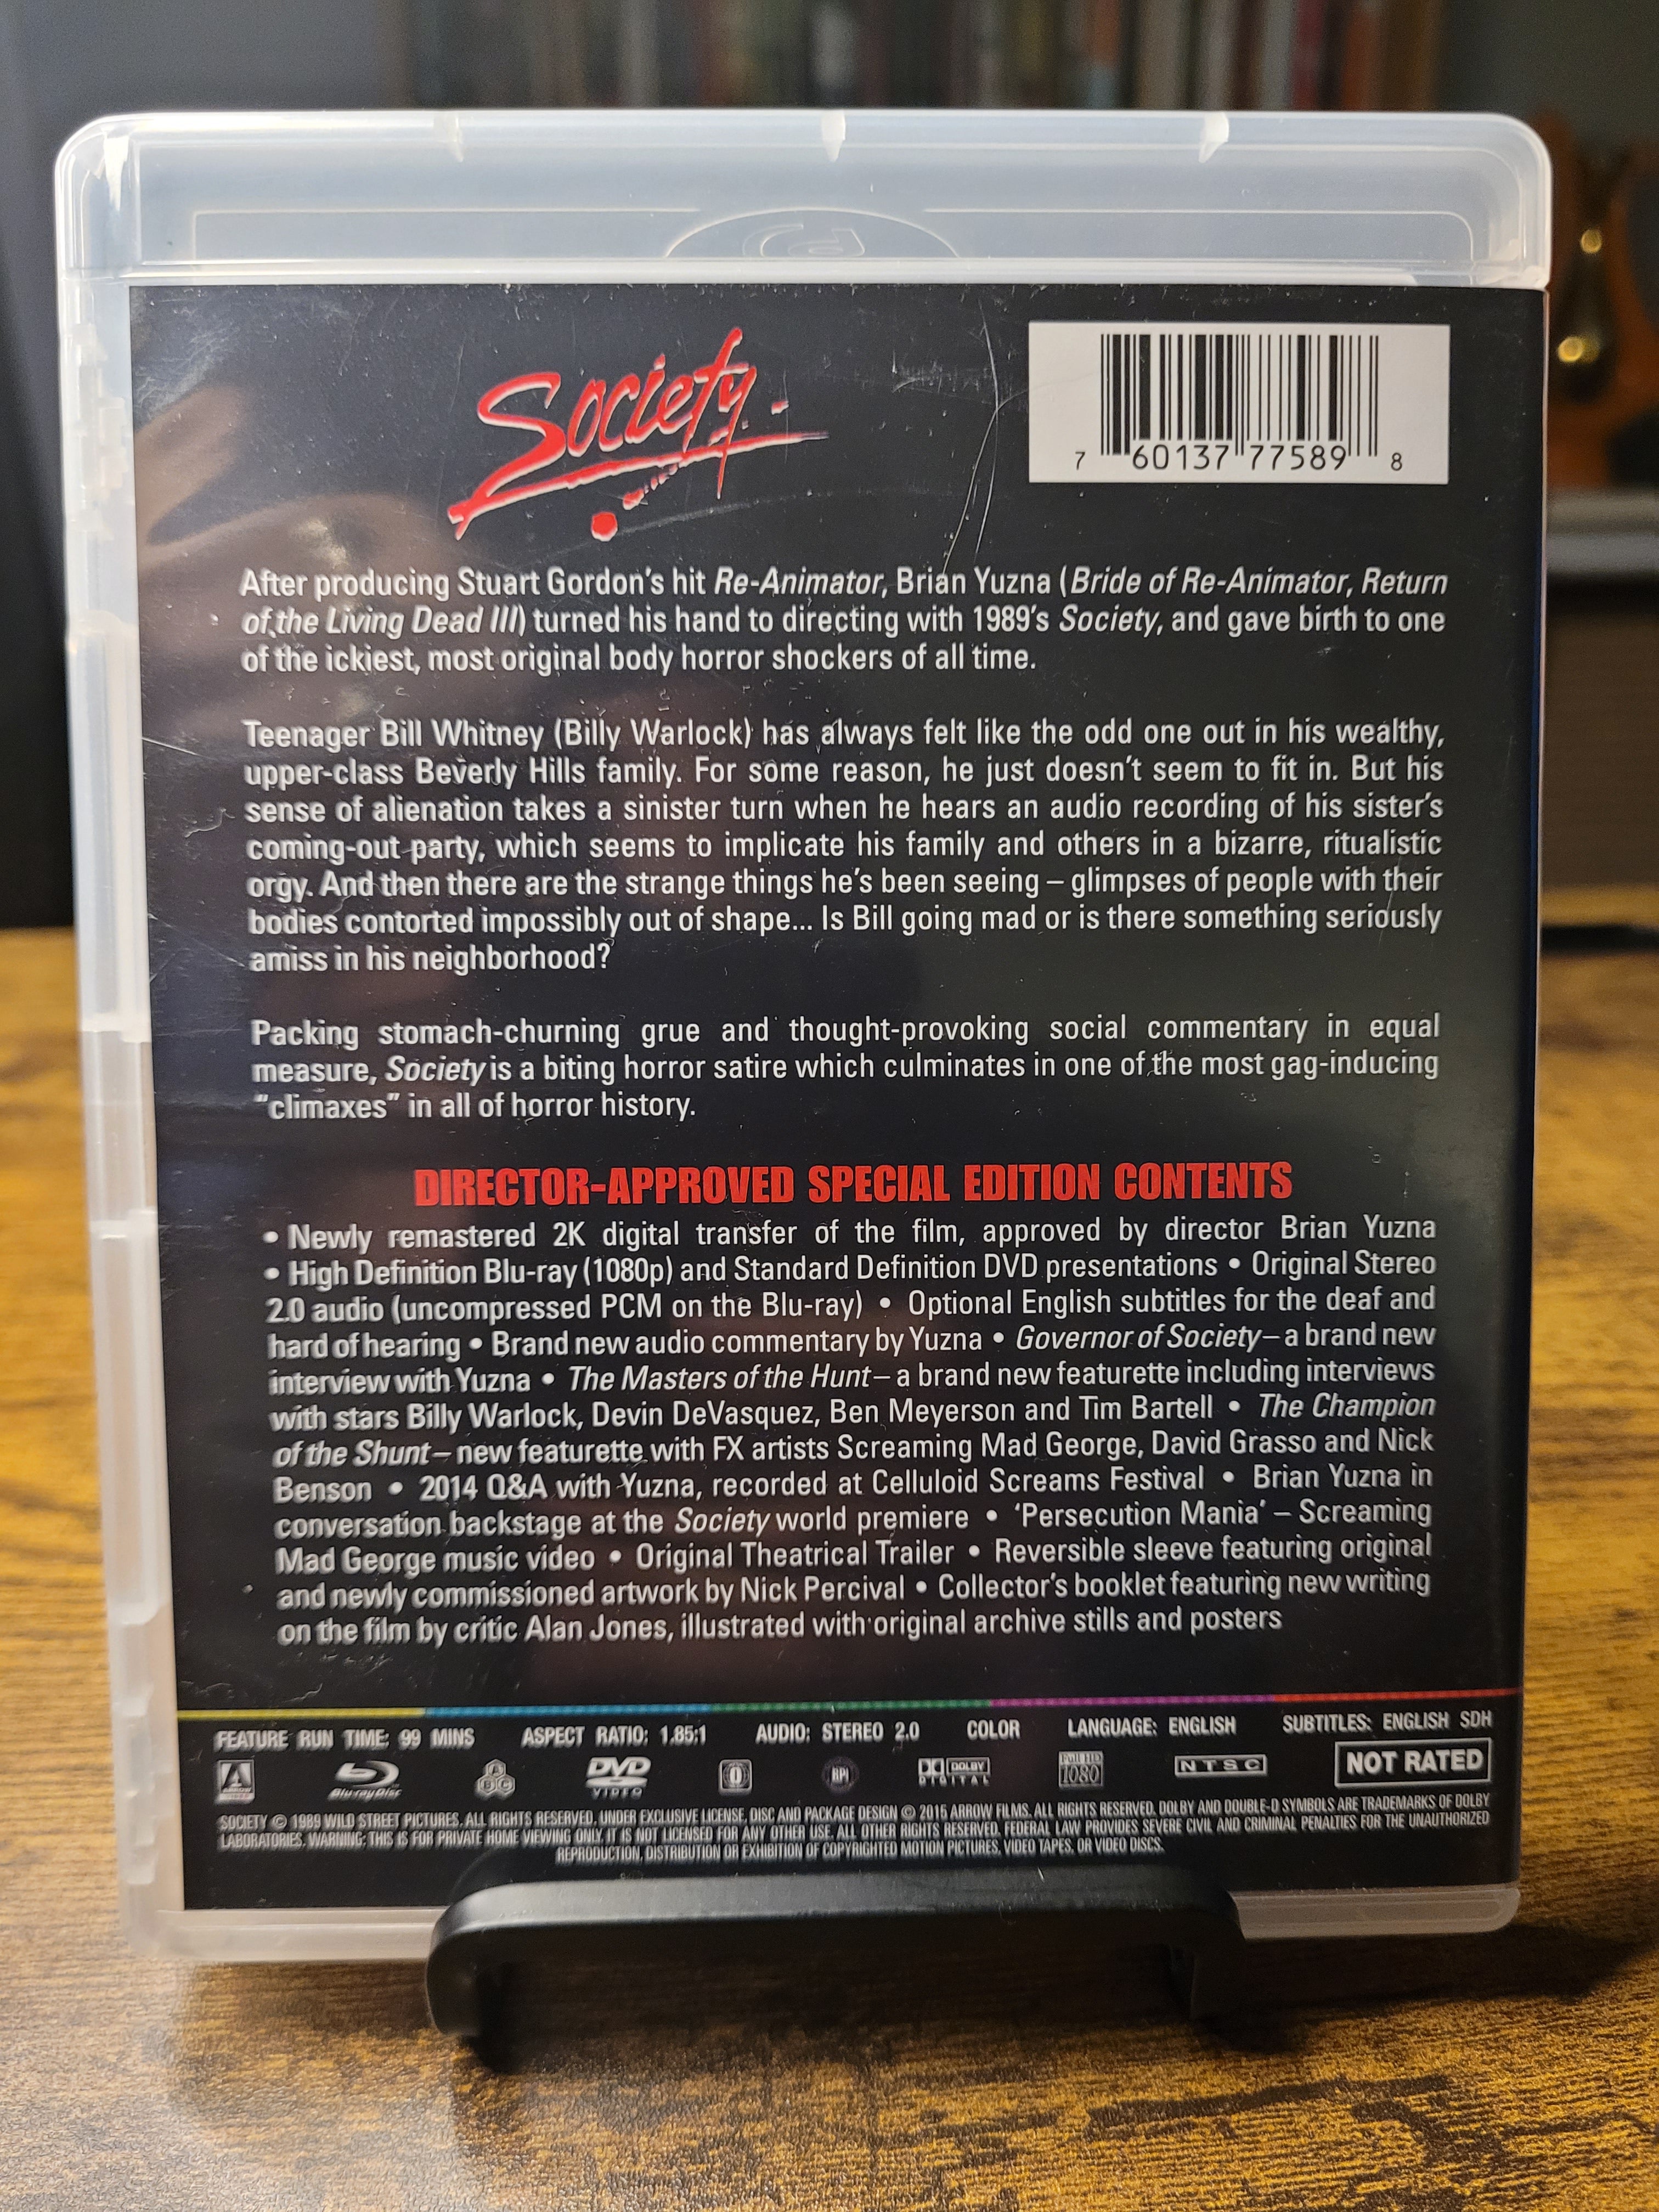 Society
7 60137 77589 8
After producing Stuart Gordon's hit Re-Animator, Brian Yuzna (Bride of Re-Animator, Return
of the Living Dead III) turned his hand to directing with 1989's Society, and gave birth to one
of the ickiest, most original body horror shockers of all time.
Teenager Bill Whitney (Billy Warlock) has always felt like the odd one out in his wealthy,
upper-class Beverly Hills family. For some reason, he just doesn't seem to fit in. But his
sense of alienation takes a sinister turn when he hears an audio recording of his sister's
coming-out party, which seems to implicate his family and others in a bizarre, ritualistic
orgy. And then there are the strange things he's been seeing – glimpses of people with their
bodies contorted impossibly out of shape... Is Bill going mad or is there something seriously
amiss in his neighborhood?
Packing stomach-churning grue and thought-provoking social commentary in equal
measure, Society is a biting horror satire which culminates in one of the most gag-inducing
"climaxes" in all of horror history.
DIRECTOR-APPROVED SPECIAL EDITION CONTENTS
• Newly remastered 2K digital transfer of the film, approved by director Brian Yuzna
• High Definition Blu-ray (1080p) and Standard Definition DVD presentations • Original Stereo
2.0 audio (uncompressed PCM on the Blu-ray) • Optional English subtitles for the deaf and
hard of hearing • Brand new audio commentary by Yuzna • Governor of Society – a brand new
interview with Yuzna • The Masters of the Hunt – a brand new featurette including interviews
with stars Billy Warlock, Devin DeVasquez, Ben Meyerson and Tim Bartell • The Champion
of the Shunt – new featurette with FX artists Screaming Mad George, David Grasso and Nick
Benson • 2014 Q&A with Yuzna, recorded at Celluloid Screams Festival • Brian Yuzna in
conversation backstage at the Society world premiere • 'Persecution Mania' – Screaming
Mad George music video • Original Theatrical Trailer • Reversible sleeve featuring original
and newly commissioned artwork by Nick Percival • Collector's booklet featuring new writing
on the film by critic Alan Jones, illustrated with original archive stills and posters
FEATURE RUN TIME: 99 MINS ASPECT RATIO: 1.85:1 AUDIO: STEREO 2.0 COLOR LANGUAGE: ENGLISH SUBTITLES: ENGLISH SDH
ARROW Blu-ray Disc A B C DVD VIDEO 0 BPI DOLBY DIGITAL FULL HD 1080 NTSC NOT RATED
SOCIETY © 1989 WILD STREET PICTURES. ALL RIGHTS RESERVED. UNDER EXCLUSIVE LICENSE. DISC AND PACKAGE DESIGN © 2015 ARROW FILMS. ALL RIGHTS RESERVED. DOLBY AND DOUBLE-D SYMBOLS ARE TRADEMARKS OF DOLBY
LABORATORIES. WARNING: THIS IS FOR PRIVATE HOME VIEWING ONLY. IT IS NOT LICENSED FOR ANY OTHER USE. ALL OTHER RIGHTS RESERVED. FEDERAL LAW PROVIDES SEVERE CIVIL AND CRIMINAL PENALTIES FOR THE UNAUTHORIZED
REPRODUCTION, DISTRIBUTION OR EXHIBITION OF COPYRIGHTED MOTION PICTURES, VIDEO TAPES, OR VIDEO DISCS.